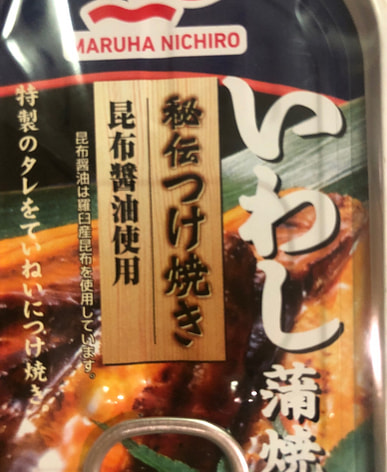 MARUHA NICHIRO
いわし
蒲焼
秘伝つけ焼き
昆布醤油使用
昆布醤油は羅臼産昆布を使用しています。
特製のタレをていねいにつけ焼き